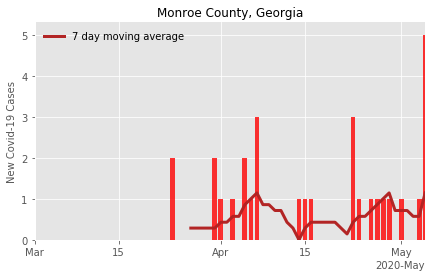 Monroe County, Georgia
7 day moving average
New Covid-19 Cases
5
4
3
2
1
0
Mar
15
Apr
15
May
2020-May